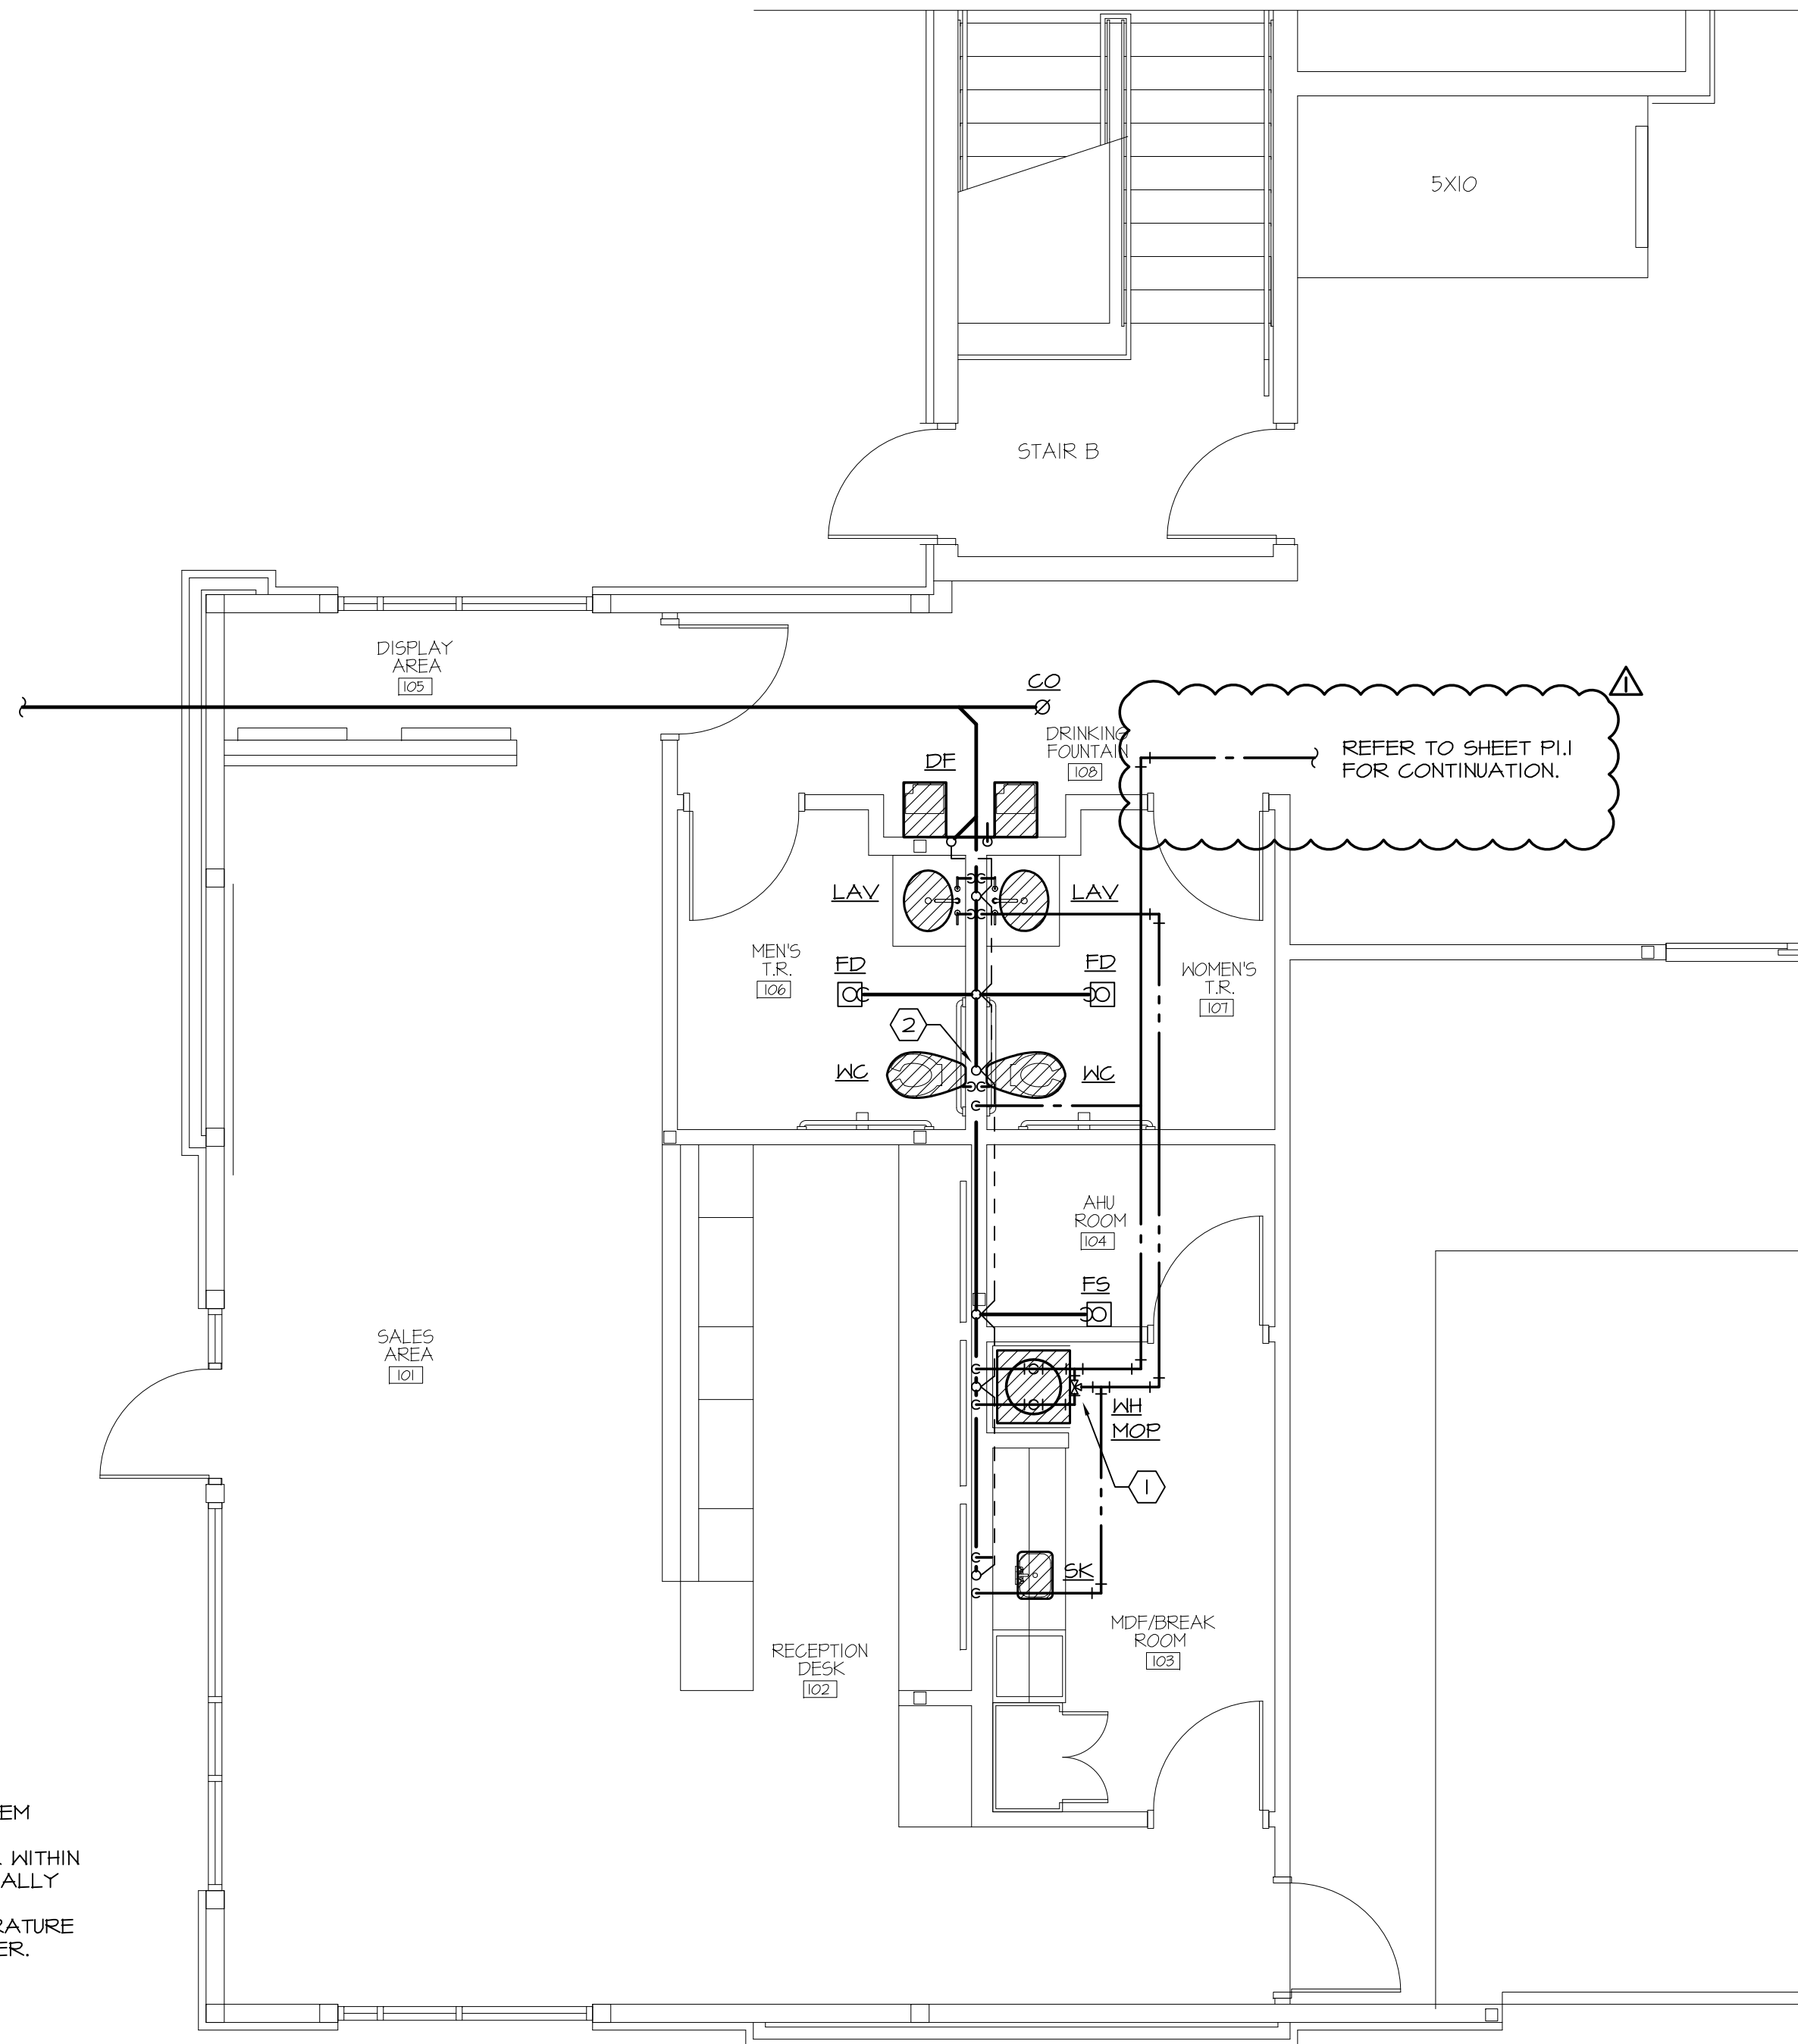 5X10
STAIR B
DISPLAY
AREA
105
CO
1
DRINKING
FOUNTAIN
108
REFER TO SHEET P1.1
FOR CONTINUATION.
DF
LAV
LAV
MEN'S
T.R.
106
FD
FD
WOMEN'S
T.R.
107
2
WC
WC
AHU
ROOM
104
FS
SALES
AREA
101
WH
MOP
1
SK
MDF/BREAK
ROOM
103
RECEPTION
DESK
102
EM
WITHIN
ALLY
RATURE
ER.